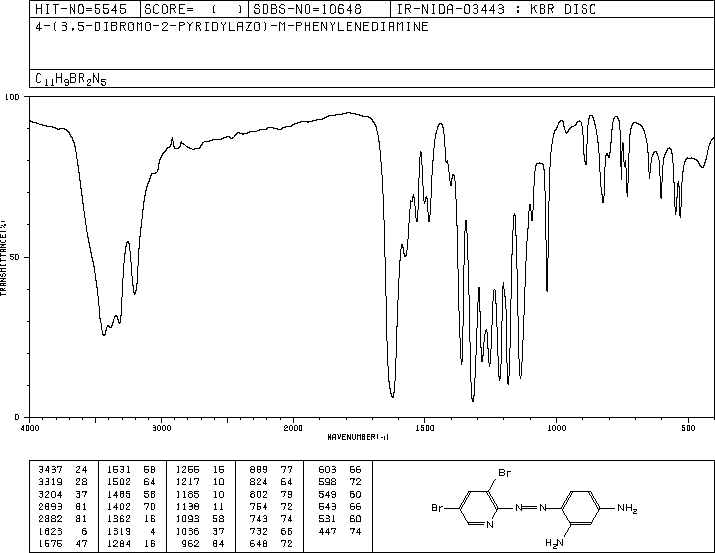 HIT-NO=5545 SCORE= ( ) SDBS-NO=10648 IR-NIDA-03443 : KBR DISC
4-(3,5-DIBROMO-2-PYRIDYLAZO)-M-PHENYLENEDIAMINE
C11H9BR2N5
100
50
0
TRANSMITTANCE(%)
4000 3000 2000 1500 1000 500
WAVENUMBER(-1)
3437 24 1531 58 1256 16 889 77 603 66
3319 28 1502 64 1217 10 824 64 598 72
3204 37 1485 58 1185 10 802 79 549 60
2893 81 1402 70 1138 11 754 72 543 66
2882 81 1362 16 1093 58 743 74 531 60
1623 6 1319 4 1036 37 732 66 447 74
1575 47 1284 16 962 84 648 72
Br
Br
N
N
N
NH2
H2N